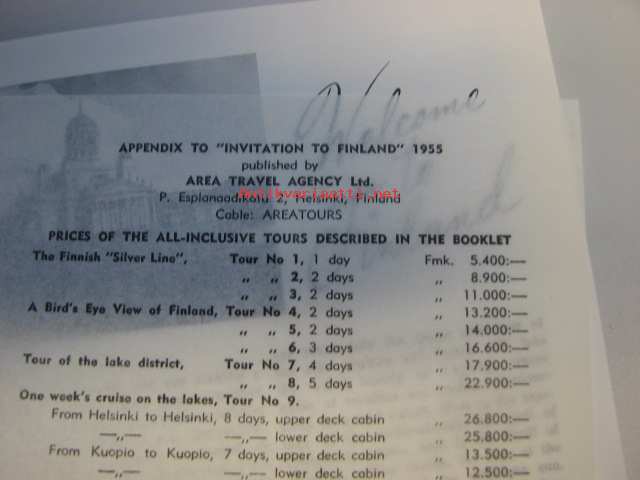 Welcome
APPENDIX TO "INVITATION TO FINLAND" 1955
published by
AREA TRAVEL AGENCY Ltd.
P. Esplanaadikatu 2, Helsinki, Finland
antikvariaatti.net
Cable: AREATOURS
PRICES OF THE ALL-INCLUSIVE TOURS DESCRIBED IN THE BOOKLET
The Finnish "Silver Line", Tour No 1, 1 day Fmk. 5.400:—
„ „ 2, 2 days „ 8.900:—
„ „ 3, 2 days „ 11.000:—
A Bird's Eye View of Finland, Tour No 4, 2 days „ 13.200:—
„ „ 5, 2 days „ 14.000:—
„ „ 6, 3 days „ 16.600:—
Tour of the lake district, Tour No 7, 4 days „ 17.900:—
„ „ 8, 5 days „ 22.900:—
One week's cruise on the lakes, Tour No 9.
From Helsinki to Helsinki, 8 days, upper deck cabin „ 26.800:—
—„— —„— lower deck cabin „ 25.800:—
From Kuopio to Kuopio, 7 days, upper deck cabin „ 13.500:—
—„— —„— lower deck cabin „ 12.500:—